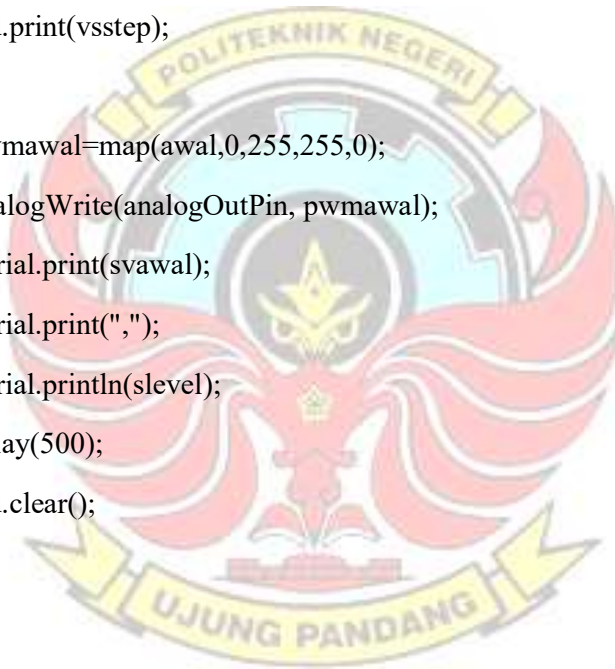 .print(vsstep);
POLITEKNIK NEGERI
mawal=map(awal,0,255,255,0);
alogWrite(analogOutPin, pwmawal);
rial.print(svawal);
rial.print(",");
rial.println(slevel);
lay(500);
.clear();
UJUNG PANDANG